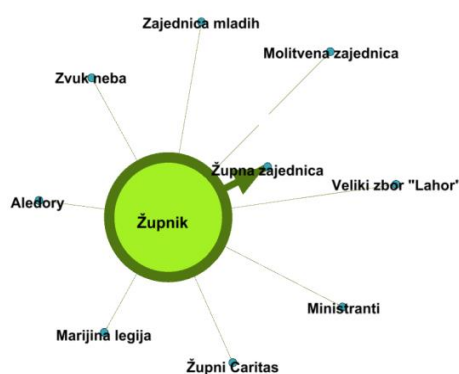 Zajednica mladih
Molitvena zajednica
Zvuk neba
Župna zajednica
Veliki zbor "Lahor"
Aledory
Župnik
Ministranti
Marijina legija
Župni Caritas